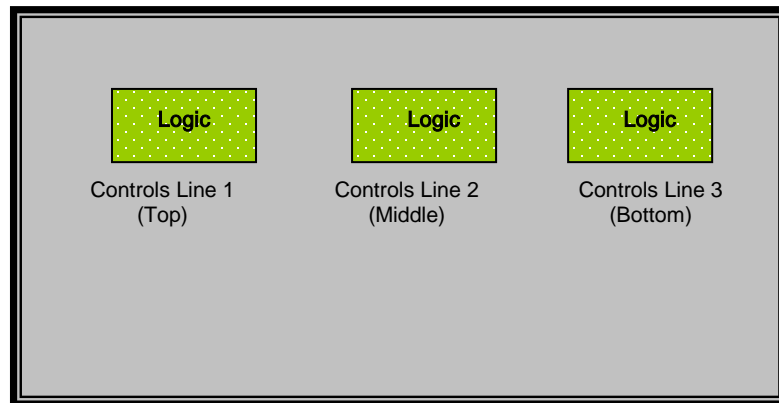 Logic Logic Logic
Controls Line 1 Controls Line 2 Controls Line 3
(Top) (Middle) (Bottom)